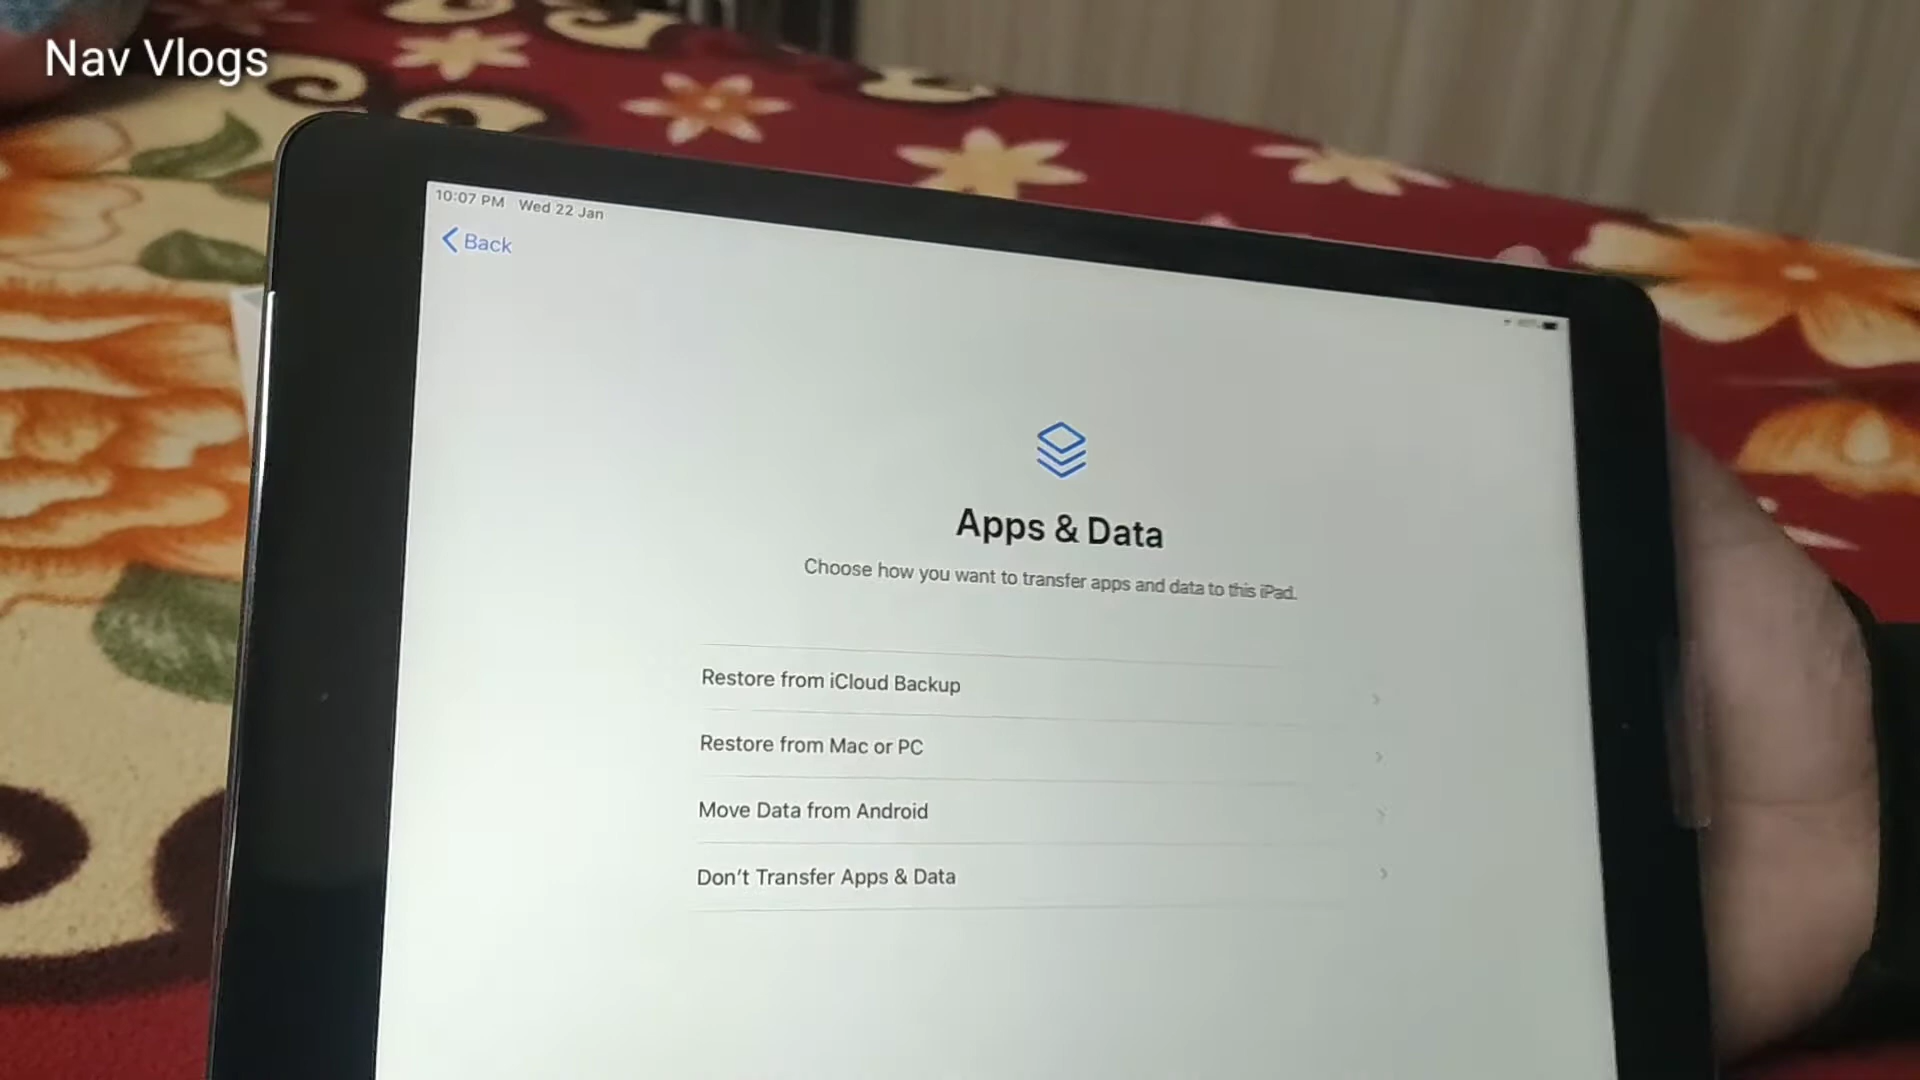 Nav Vlogs
10:07 PM Wed 22 Jan
Back
Apps & Data
Choose how you want to transfer apps and data to this iPad.
Restore from iCloud Backup
Restore from Mac or PC
Move Data from Android
Don't Transfer Apps & Data